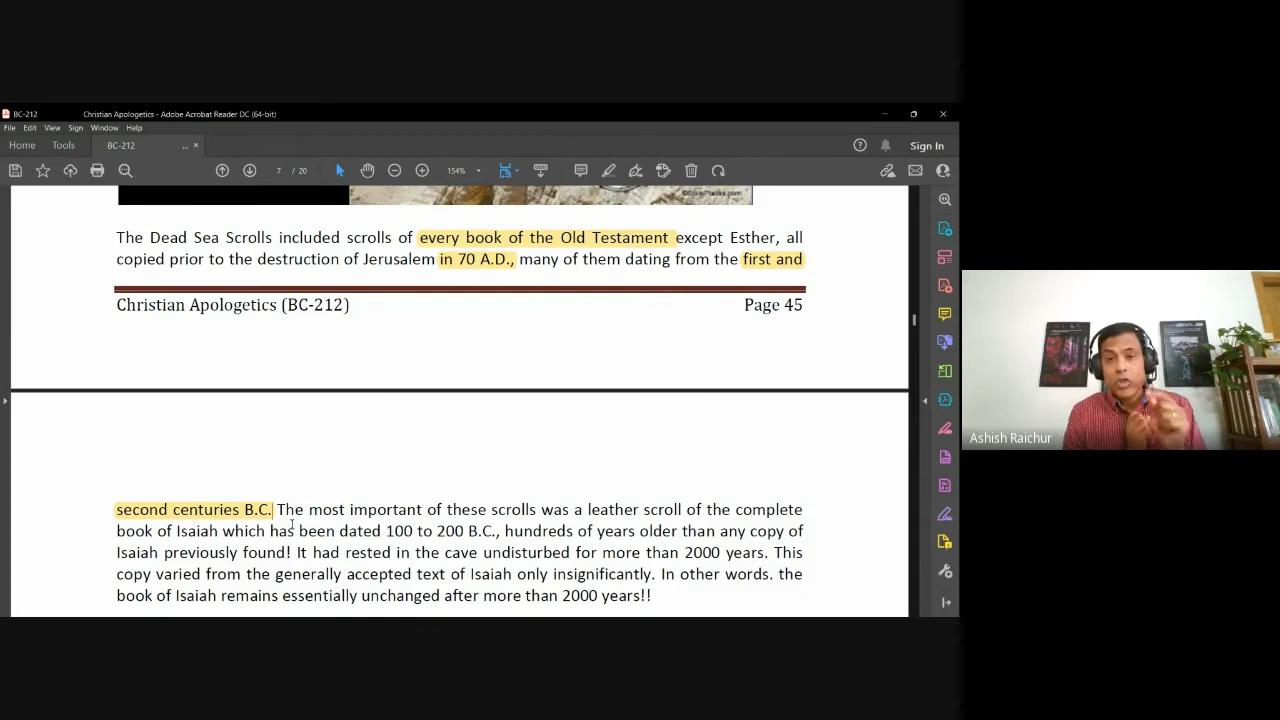 BC-212 Christian Apologetics - Adobe Acrobat Reader DC (64-bit)
File Edit View Sign Window Help
Home Tools BC-212 ... × Sign In
7 / 20 154%
©BiblePlaces.com
The Dead Sea Scrolls included scrolls of every book of the Old Testament except Esther, all
copied prior to the destruction of Jerusalem in 70 A.D., many of them dating from the first and
Christian Apologetics (BC-212) Page 45
second centuries B.C. The most important of these scrolls was a leather scroll of the complete
book of Isaiah which has been dated 100 to 200 B.C., hundreds of years older than any copy of
Isaiah previously found! It had rested in the cave undisturbed for more than 2000 years. This
copy varied from the generally accepted text of Isaiah only insignificantly. In other words. the
book of Isaiah remains essentially unchanged after more than 2000 years!!
Ashish Raichur